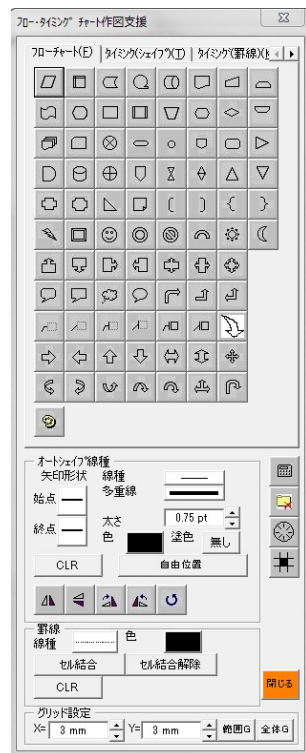 フロー・タイミング チャート作図支援
フローチャート(F) タイミング(シェイプ)(T) タイミング(罫線)(K
オートシェイプ線種
矢印形状 線種
多重線
始点
終点
太さ 0.75 pt
色 塗色 無し
CLR 自由位置
罫線
線種 色
セル結合 セル結合解除
CLR
閉じる
グリッド設定
X= 3 mm Y= 3 mm 範囲G 全体G